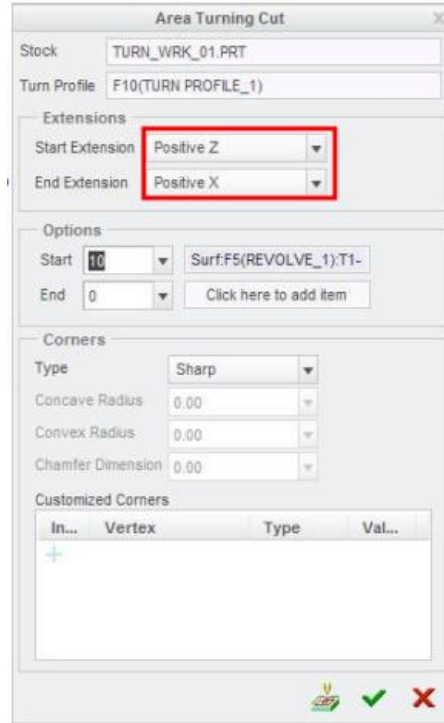 Area Turning Cut
Stock TURN_WRK_01.PRT
Turn Profile F10(TURN PROFILE_1)
Extensions
Start Extension Positive Z
End Extension Positive X
Options
Start 10 Surf:F5(REVOLVE_1):T1-
End 0 Click here to add item
Corners
Type Sharp
Concave Radius 0.00
Convex Radius 0.00
Chamfer Dimension 0.00
Customized Corners
In... Vertex Type Val...